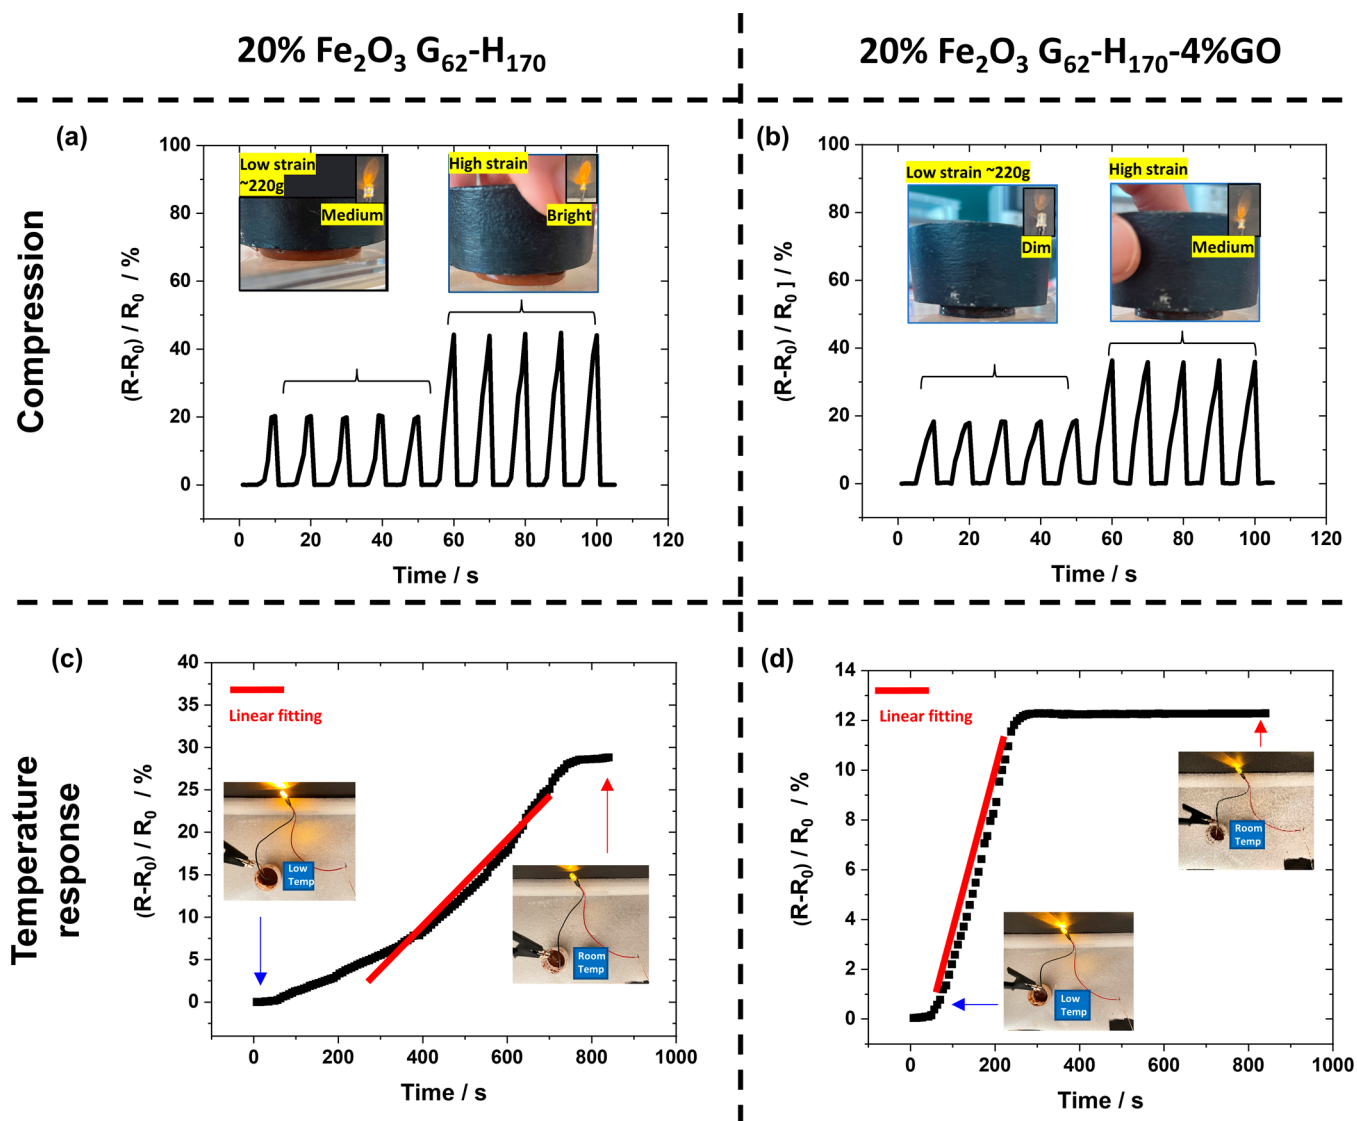 20% Fe₂O₃ G₆₂-H₁₇₀
20% Fe₂O₃ G₆₂-H₁₇₀-4%GO
Compression
(a)
(R-R₀) / R₀ / %
100
80
60
40
20
0
Low strain
~220g
Medium
High strain
Bright
0 20 40 60 80 100 120
Time / s
(b)
(R-R₀) / R₀ ] / %
100
80
60
40
20
0
Low strain ~220g
Dim
High strain
Medium
0 20 40 60 80 100 120
Time / s
Temperature
response
(c)
(R-R₀) / R₀ / %
40
35
30
25
20
15
10
5
0
Linear fitting
Low
Temp
Room
Temp
0 200 400 600 800 1000
Time / s
(d)
(R-R₀) / R₀ / %
14
12
10
8
6
4
2
0
Linear fitting
Room
Temp
Low
Temp
0 200 400 600 800 1000
Time / s